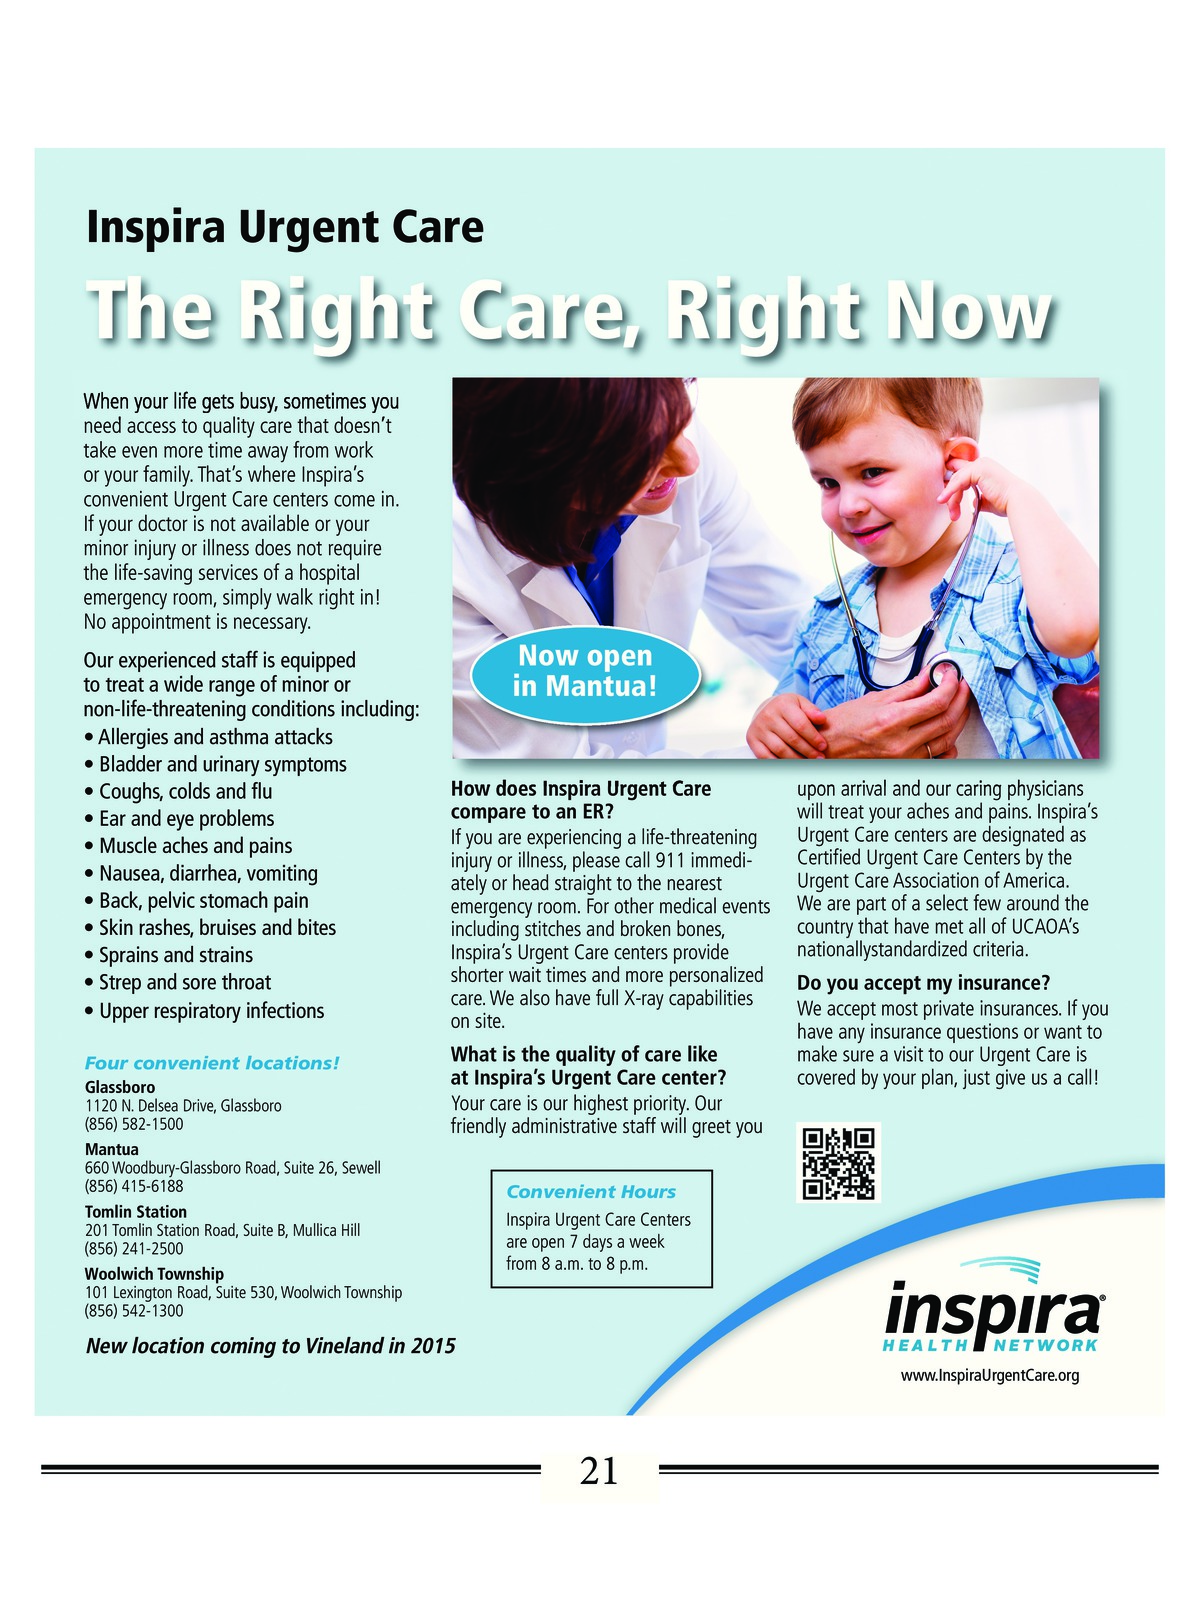 Inspira Urgent Care
The Right Care, Right Now
When your life gets busy, sometimes you
need access to quality care that doesn't
take even more time away from work
or your family. That's where Inspira's
convenient Urgent Care centers come in.
If your doctor is not available or your
minor injury or illness does not require
the life-saving services of a hospital
emergency room, simply walk right in!
No appointment is necessary.
Our experienced staff is equipped
to treat a wide range of minor or
non-life-threatening conditions including:
• Allergies and asthma attacks
• Bladder and urinary symptoms
• Coughs, colds and flu
• Ear and eye problems
• Muscle aches and pains
• Nausea, diarrhea, vomiting
• Back, pelvic stomach pain
• Skin rashes, bruises and bites
• Sprains and strains
• Strep and sore throat
• Upper respiratory infections
Four convenient locations!
Glassboro
1120 N. Delsea Drive, Glassboro
(856) 582-1500
Mantua
660 Woodbury-Glassboro Road, Suite 26, Sewell
(856) 415-6188
Tomlin Station
201 Tomlin Station Road, Suite B, Mullica Hill
(856) 241-2500
Woolwich Township
101 Lexington Road, Suite 530, Woolwich Township
(856) 542-1300
New location coming to Vineland in 2015
Now open
in Mantua!
How does Inspira Urgent Care
compare to an ER?
If you are experiencing a life-threatening
injury or illness, please call 911 immedi-
ately or head straight to the nearest
emergency room. For other medical events
including stitches and broken bones,
Inspira's Urgent Care centers provide
shorter wait times and more personalized
care. We also have full X-ray capabilities
on site.
What is the quality of care like
at Inspira's Urgent Care center?
Your care is our highest priority. Our
friendly administrative staff will greet you
Convenient Hours
Inspira Urgent Care Centers
are open 7 days a week
from 8 a.m. to 8 p.m.
upon arrival and our caring physicians
will treat your aches and pains. Inspira's
Urgent Care centers are designated as
Certified Urgent Care Centers by the
Urgent Care Association of America.
We are part of a select few around the
country that have met all of UCAOA's
nationallystandardized criteria.
Do you accept my insurance?
We accept most private insurances. If you
have any insurance questions or want to
make sure a visit to our Urgent Care is
covered by your plan, just give us a call!
inspira®
HEALTH NETWORK
www.InspiraUrgentCare.org
21